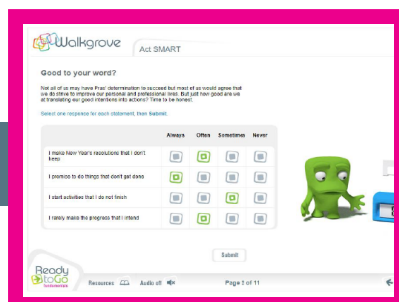 Walkgrove
Act SMART
Good to your word?
Not all of us may have Pras' determination to succeed but most of us would agree that
we do strive to improve our personal and professional lives. But just how good are we
at translating our good intentions into actions? Time to be honest.
Select one response for each statement, then Submit.
Always Often Sometimes Never
I make New Year's resolutions that I don't
keep
I promise to do things that don't get done
I start activities that I do not finish
I rarely make the progress that I intend
Submit
Ready
toGo
Resources Audio off Page 3 of 11